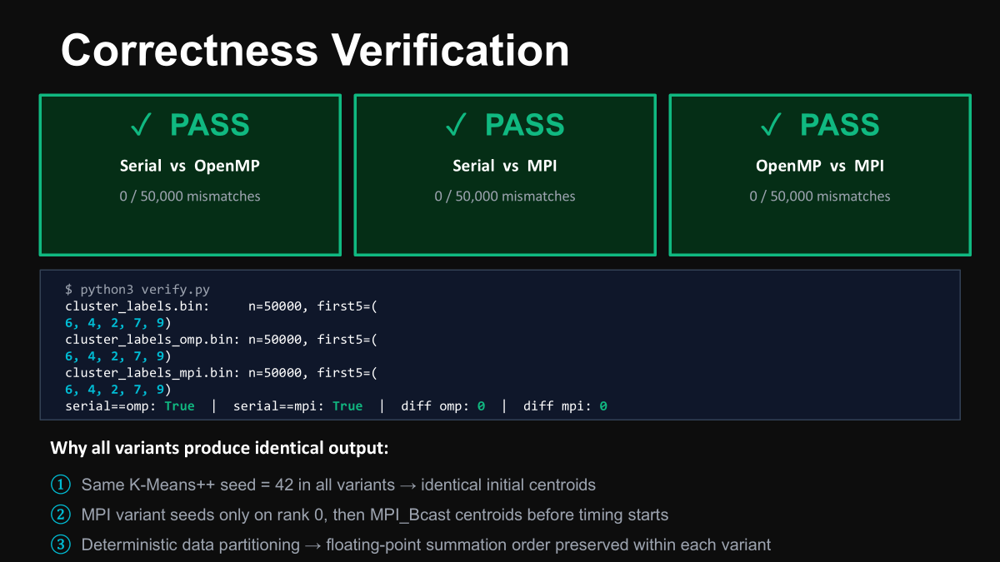 Correctness Verification
✓ PASS
Serial vs OpenMP
0 / 50,000 mismatches
✓ PASS
Serial vs MPI
0 / 50,000 mismatches
✓ PASS
OpenMP vs MPI
0 / 50,000 mismatches
$ python3 verify.py
cluster_labels.bin:     n=50000, first5=(
6, 4, 2, 7, 9)
cluster_labels_omp.bin: n=50000, first5=(
6, 4, 2, 7, 9)
cluster_labels_mpi.bin: n=50000, first5=(
6, 4, 2, 7, 9)
serial==omp: True  |  serial==mpi: True  |  diff omp: 0  |  diff mpi: 0
Why all variants produce identical output:
① Same K-Means++ seed = 42 in all variants → identical initial centroids
② MPI variant seeds only on rank 0, then MPI_Bcast centroids before timing starts
③ Deterministic data partitioning → floating-point summation order preserved within each variant